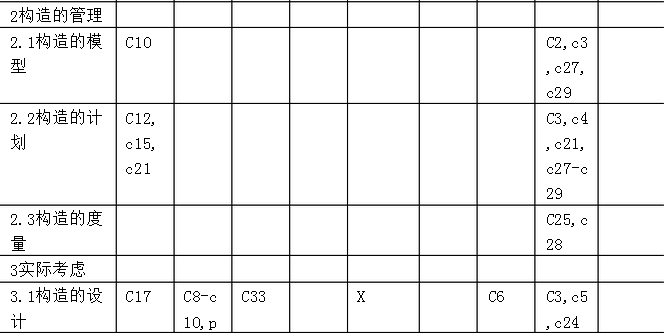 2构造的管理
2.1构造的模 C10 C2,c3
型 ,c27,
c29
2.2构造的计 C12, C3,c4
划 c15, ,c21,
c21 c27-c
29
2.3构造的度 C25,c
量 28
3实际考虑
3.1构造的设 C17 C8-c C33 X C6 C3,c5
计 10,p ,c24